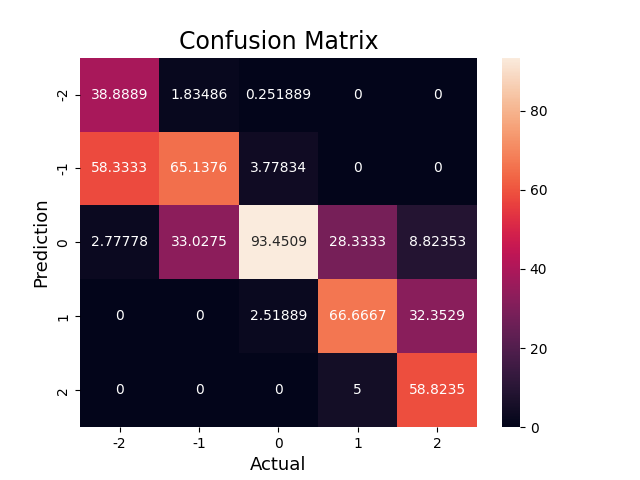 Confusion Matrix
Prediction
-2 38.8889 1.83486 0.251889 0 0
-1 58.3333 65.1376 3.77834 0 0
0 2.77778 33.0275 93.4509 28.3333 8.82353
1 0 0 2.51889 66.6667 32.3529
2 0 0 0 5 58.8235
-2 -1 0 1 2
Actual
80
60
40
20
0